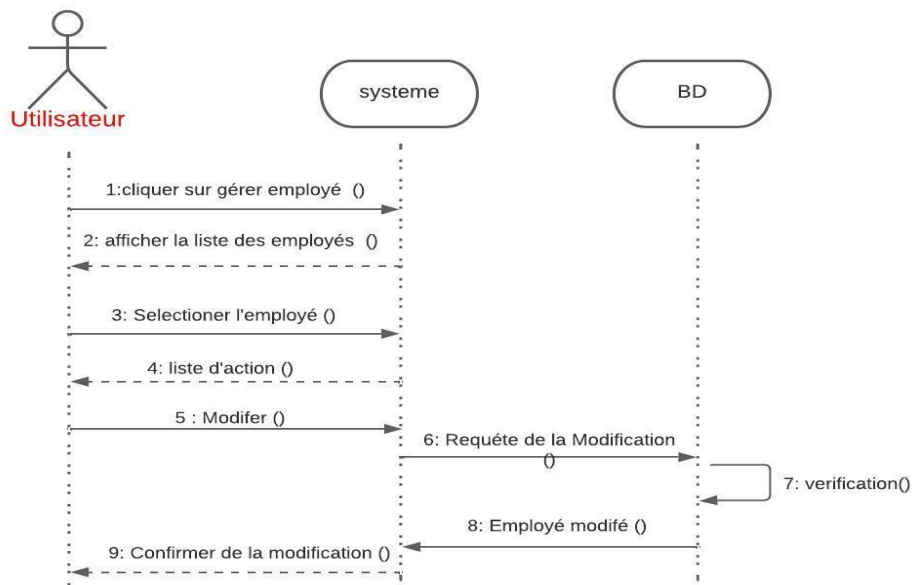 systeme
BD
Utilisateur
1:cliquer sur gérer employé  ()
2: afficher la liste des employés  ()
3: Selectioner l'employé ()
4: liste d'action ()
5 : Modifer ()
6: Requéte de la Modification
()
7: verification()
8: Employé modifé ()
9: Confirmer de la modification ()